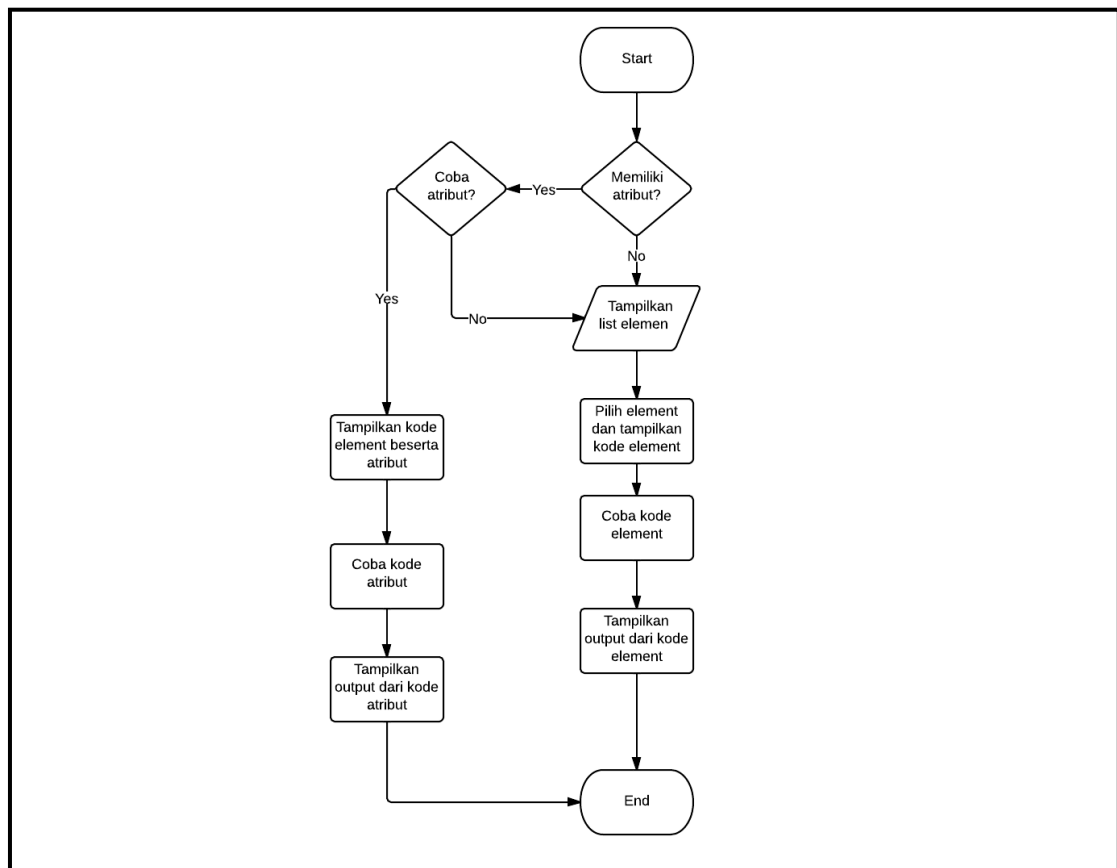 Start
Memiliki
atribut?
Yes
Coba
atribut?
No
Yes
No
Tampilkan
list elemen
Tampilkan kode
element beserta
atribut
Pilih element
dan tampilkan
kode element
Coba kode
atribut
Coba kode
element
Tampilkan
output dari kode
atribut
Tampilkan
output dari kode
element
End